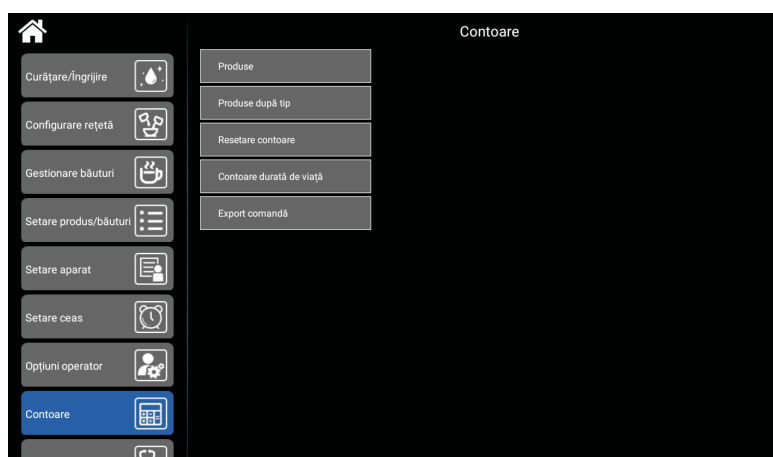 Contoare
Curățare/Îngrijire
Configurare rețetă
Gestionare băuturi
Setare produs/băuturi
Setare aparat
Setare ceas
Opțiuni operator
Contoare
Produse
Produse după tip
Resetare contoare
Contoare durată de viață
Export comandă